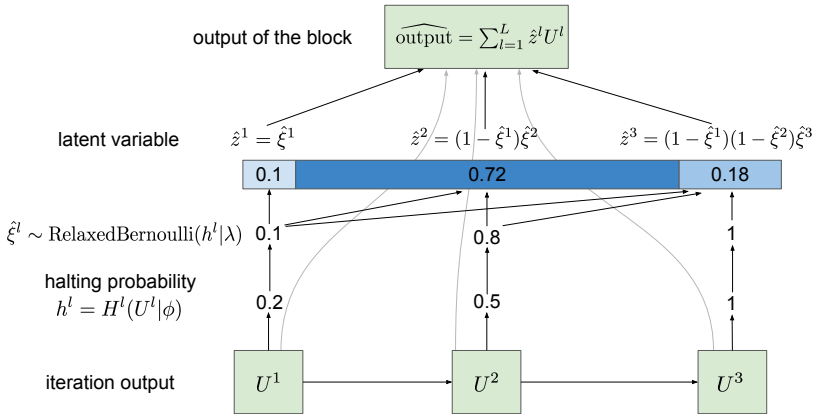 output of the block
$\widehat{\text{output}} = \sum_{l=1}^{L} \hat{z}^l U^l$
latent variable
$\hat{z}^1 = \hat{\xi}^1$
$\hat{z}^2 = (1 - \hat{\xi}^1)\hat{\xi}^2$
$\hat{z}^3 = (1 - \hat{\xi}^1)(1 - \hat{\xi}^2)\hat{\xi}^3$
0.1 0.72 0.18
$\hat{\xi}^l \sim \text{RelaxedBernoulli}(h^l|\lambda)$ 0.1 0.8 1
halting probability
$h^l = H^l(U^l|\phi)$ 0.2 0.5 1
iteration output $U^1$ $U^2$ $U^3$